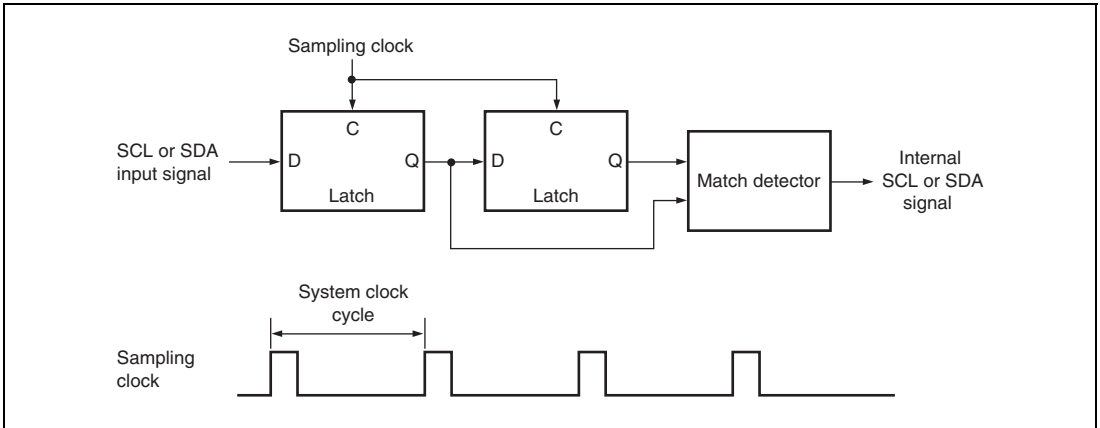 Sampling clock
C
C
SCL or SDA
input signal
D
Q
D
Q
Latch
Latch
Match detector
Internal
SCL or SDA
signal
System clock
cycle
Sampling
clock